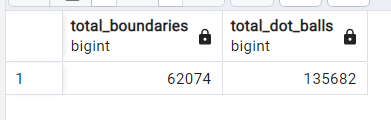 total_boundaries total_dot_balls
bigint bigint
1 62074 135682